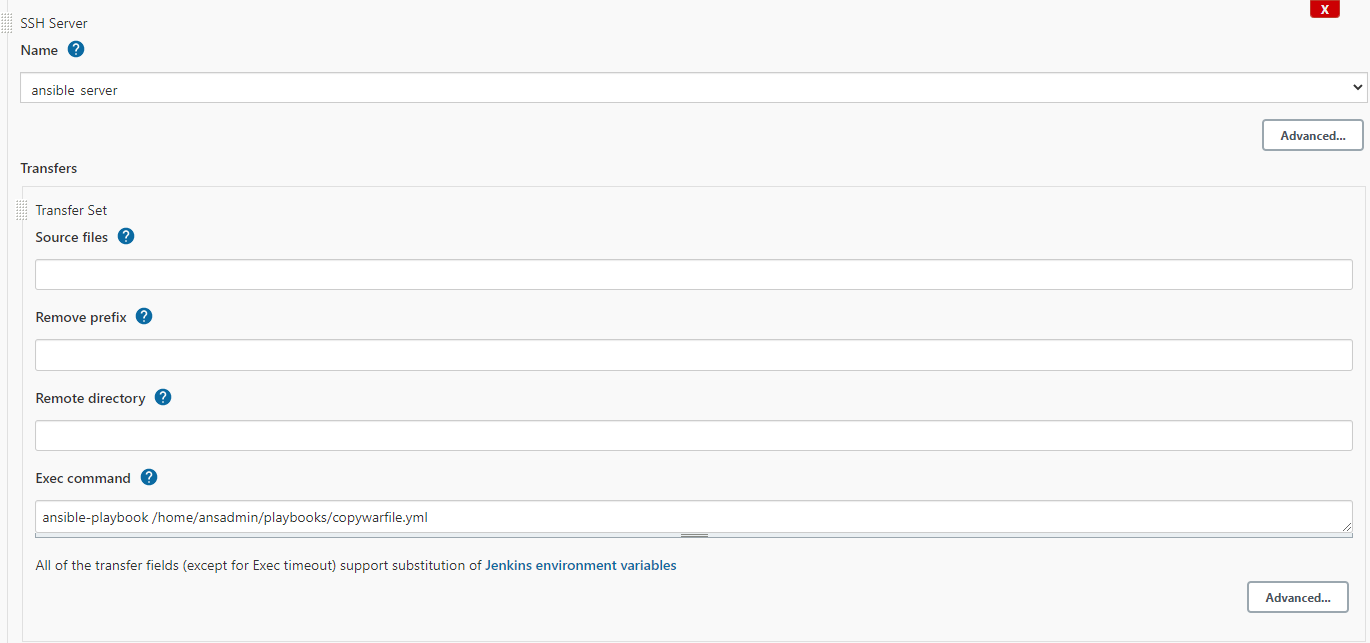 SSH Server
X
Name ?
ansible server
Advanced...
Transfers
Transfer Set
Source files ?
Remove prefix ?
Remote directory ?
Exec command ?
ansible-playbook /home/ansadmin/playbooks/copywarfile.yml
All of the transfer fields (except for Exec timeout) support substitution of Jenkins environment variables
Advanced...